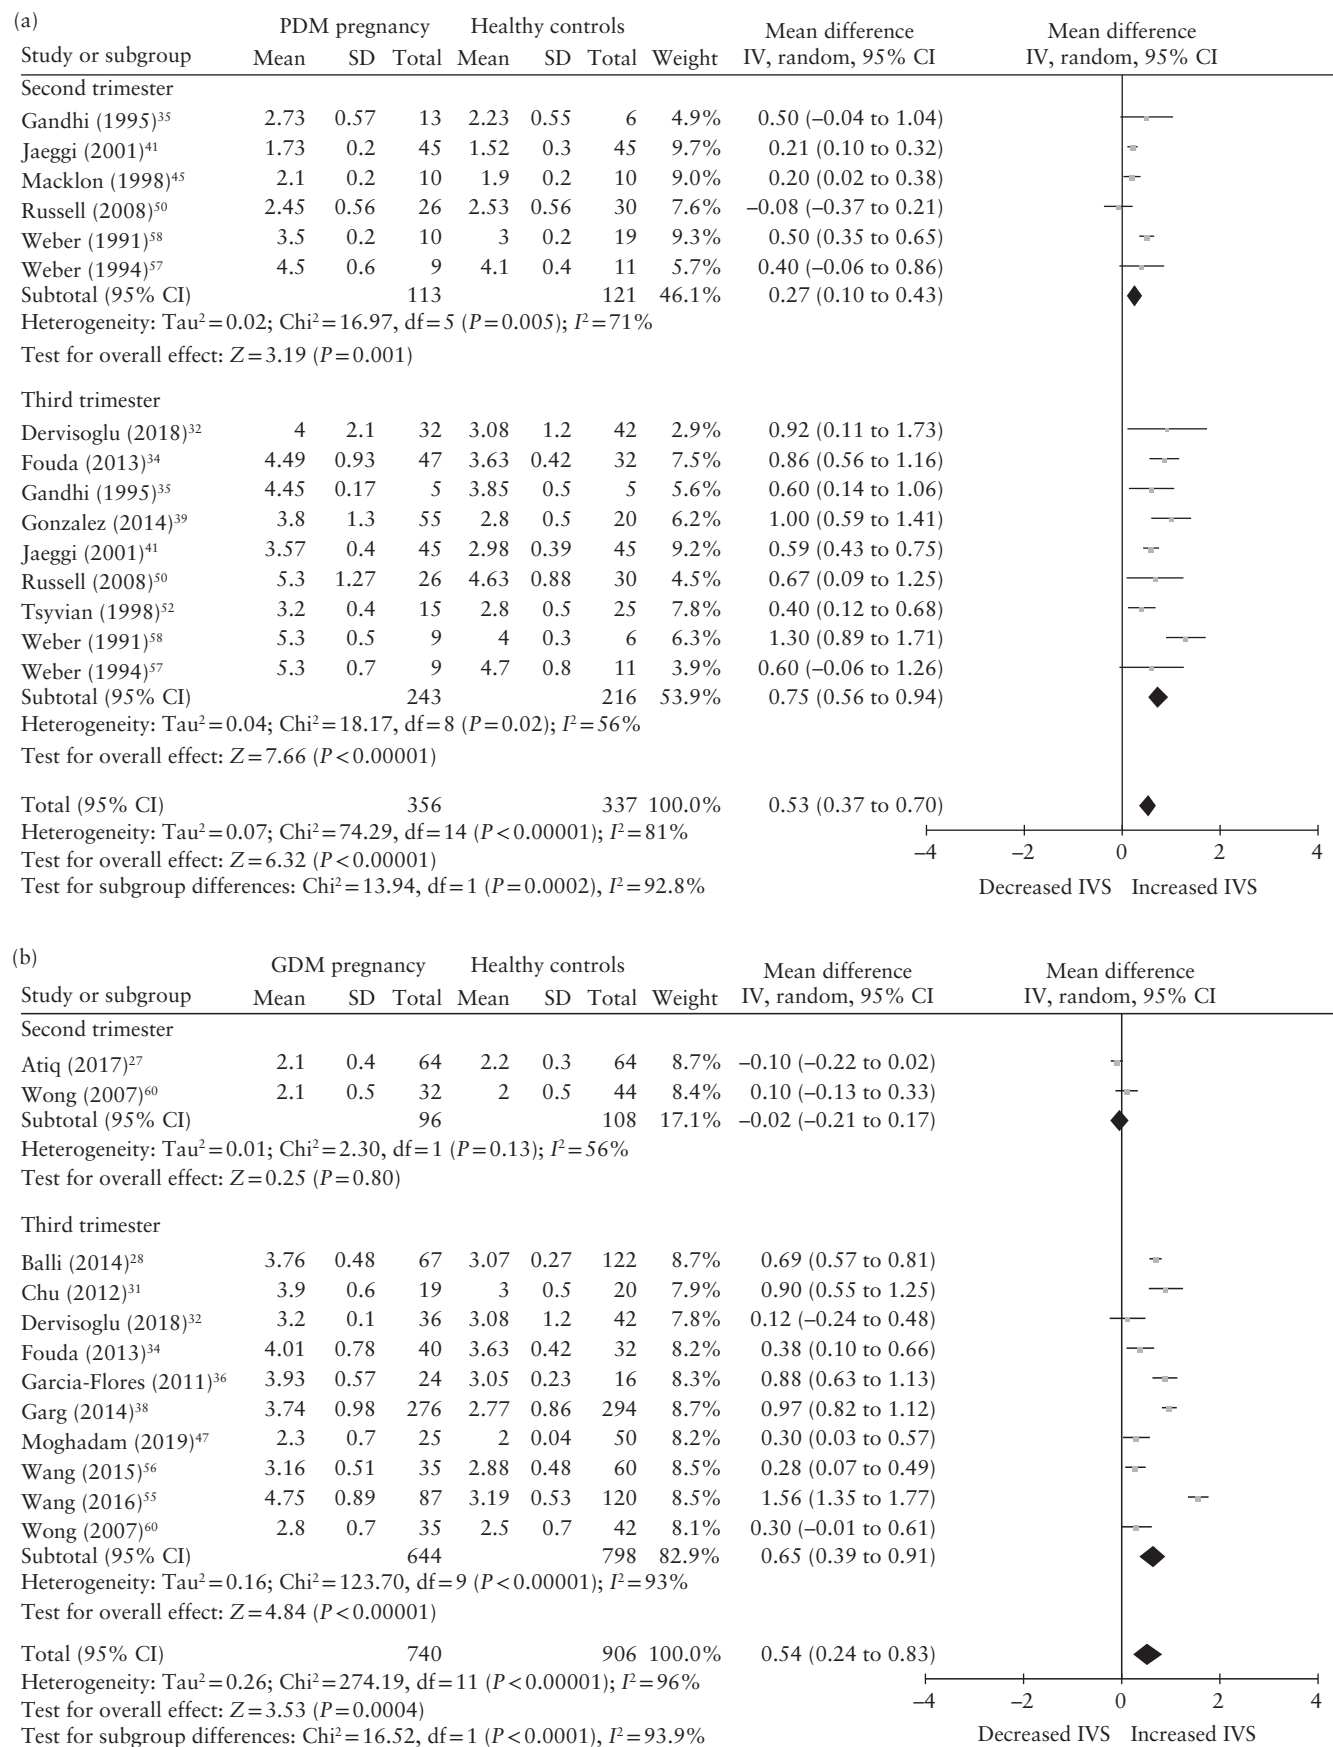 (a)
PDM pregnancy Healthy controls Mean difference Mean difference
Study or subgroup Mean SD Total Mean SD Total Weight IV, random, 95% CI IV, random, 95% CI
Second trimester
Gandhi (1995)³⁵ 2.73 0.57 13 2.23 0.55 6 4.9% 0.50 (–0.04 to 1.04)
Jaeggi (2001)⁴¹ 1.73 0.2 45 1.52 0.3 45 9.7% 0.21 (0.10 to 0.32)
Macklon (1998)⁴⁵ 2.1 0.2 10 1.9 0.2 10 9.0% 0.20 (0.02 to 0.38)
Russell (2008)⁵⁰ 2.45 0.56 26 2.53 0.56 30 7.6% –0.08 (–0.37 to 0.21)
Weber (1991)⁵⁸ 3.5 0.2 10 3 0.2 19 9.3% 0.50 (0.35 to 0.65)
Weber (1994)⁵⁷ 4.5 0.6 9 4.1 0.4 11 5.7% 0.40 (–0.06 to 0.86)
Subtotal (95% CI) 113 121 46.1% 0.27 (0.10 to 0.43)
Heterogeneity: Tau²=0.02; Chi²=16.97, df=5 (P=0.005); I²=71%
Test for overall effect: Z=3.19 (P=0.001)
Third trimester
Dervisoglu (2018)³² 4 2.1 32 3.08 1.2 42 2.9% 0.92 (0.11 to 1.73)
Fouda (2013)³⁴ 4.49 0.93 47 3.63 0.42 32 7.5% 0.86 (0.56 to 1.16)
Gandhi (1995)³⁵ 4.45 0.17 5 3.85 0.5 5 5.6% 0.60 (0.14 to 1.06)
Gonzalez (2014)³⁹ 3.8 1.3 55 2.8 0.5 20 6.2% 1.00 (0.59 to 1.41)
Jaeggi (2001)⁴¹ 3.57 0.4 45 2.98 0.39 45 9.2% 0.59 (0.43 to 0.75)
Russell (2008)⁵⁰ 5.3 1.27 26 4.63 0.88 30 4.5% 0.67 (0.09 to 1.25)
Tsyvian (1998)⁵² 3.2 0.4 15 2.8 0.5 25 7.8% 0.40 (0.12 to 0.68)
Weber (1991)⁵⁸ 5.3 0.5 9 4 0.3 6 6.3% 1.30 (0.89 to 1.71)
Weber (1994)⁵⁷ 5.3 0.7 9 4.7 0.8 11 3.9% 0.60 (–0.06 to 1.26)
Subtotal (95% CI) 243 216 53.9% 0.75 (0.56 to 0.94)
Heterogeneity: Tau²=0.04; Chi²=18.17, df=8 (P=0.02); I²=56%
Test for overall effect: Z=7.66 (P<0.00001)
Total (95% CI) 356 337 100.0% 0.53 (0.37 to 0.70)
Heterogeneity: Tau²=0.07; Chi²=74.29, df=14 (P<0.00001); I²=81%
Test for overall effect: Z=6.32 (P<0.00001) –4 –2 0 2 4
Test for subgroup differences: Chi²=13.94, df=1 (P=0.0002), I²=92.8% Decreased IVS Increased IVS
(b)
GDM pregnancy Healthy controls Mean difference Mean difference
Study or subgroup Mean SD Total Mean SD Total Weight IV, random, 95% CI IV, random, 95% CI
Second trimester
Atiq (2017)²⁷ 2.1 0.4 64 2.2 0.3 64 8.7% –0.10 (–0.22 to 0.02)
Wong (2007)⁶⁰ 2.1 0.5 32 2 0.5 44 8.4% 0.10 (–0.13 to 0.33)
Subtotal (95% CI) 96 108 17.1% –0.02 (–0.21 to 0.17)
Heterogeneity: Tau²=0.01; Chi²=2.30, df=1 (P=0.13); I²=56%
Test for overall effect: Z=0.25 (P=0.80)
Third trimester
Balli (2014)²⁸ 3.76 0.48 67 3.07 0.27 122 8.7% 0.69 (0.57 to 0.81)
Chu (2012)³¹ 3.9 0.6 19 3 0.5 20 7.9% 0.90 (0.55 to 1.25)
Dervisoglu (2018)³² 3.2 0.1 36 3.08 1.2 42 7.8% 0.12 (–0.24 to 0.48)
Fouda (2013)³⁴ 4.01 0.78 40 3.63 0.42 32 8.2% 0.38 (0.10 to 0.66)
Garcia-Flores (2011)³⁶ 3.93 0.57 24 3.05 0.23 16 8.3% 0.88 (0.63 to 1.13)
Garg (2014)³⁸ 3.74 0.98 276 2.77 0.86 294 8.7% 0.97 (0.82 to 1.12)
Moghadam (2019)⁴⁷ 2.3 0.7 25 2 0.04 50 8.2% 0.30 (0.03 to 0.57)
Wang (2015)⁵⁶ 3.16 0.51 35 2.88 0.48 60 8.5% 0.28 (0.07 to 0.49)
Wang (2016)⁵⁵ 4.75 0.89 87 3.19 0.53 120 8.5% 1.56 (1.35 to 1.77)
Wong (2007)⁶⁰ 2.8 0.7 35 2.5 0.7 42 8.1% 0.30 (–0.01 to 0.61)
Subtotal (95% CI) 644 798 82.9% 0.65 (0.39 to 0.91)
Heterogeneity: Tau²=0.16; Chi²=123.70, df=9 (P<0.00001); I²=93%
Test for overall effect: Z=4.84 (P<0.00001)
Total (95% CI) 740 906 100.0% 0.54 (0.24 to 0.83)
Heterogeneity: Tau²=0.26; Chi²=274.19, df=11 (P<0.00001); I²=96%
Test for overall effect: Z=3.53 (P=0.0004) –4 –2 0 2 4
Test for subgroup differences: Chi²=16.52, df=1 (P<0.0001), I²=93.9% Decreased IVS Increased IVS